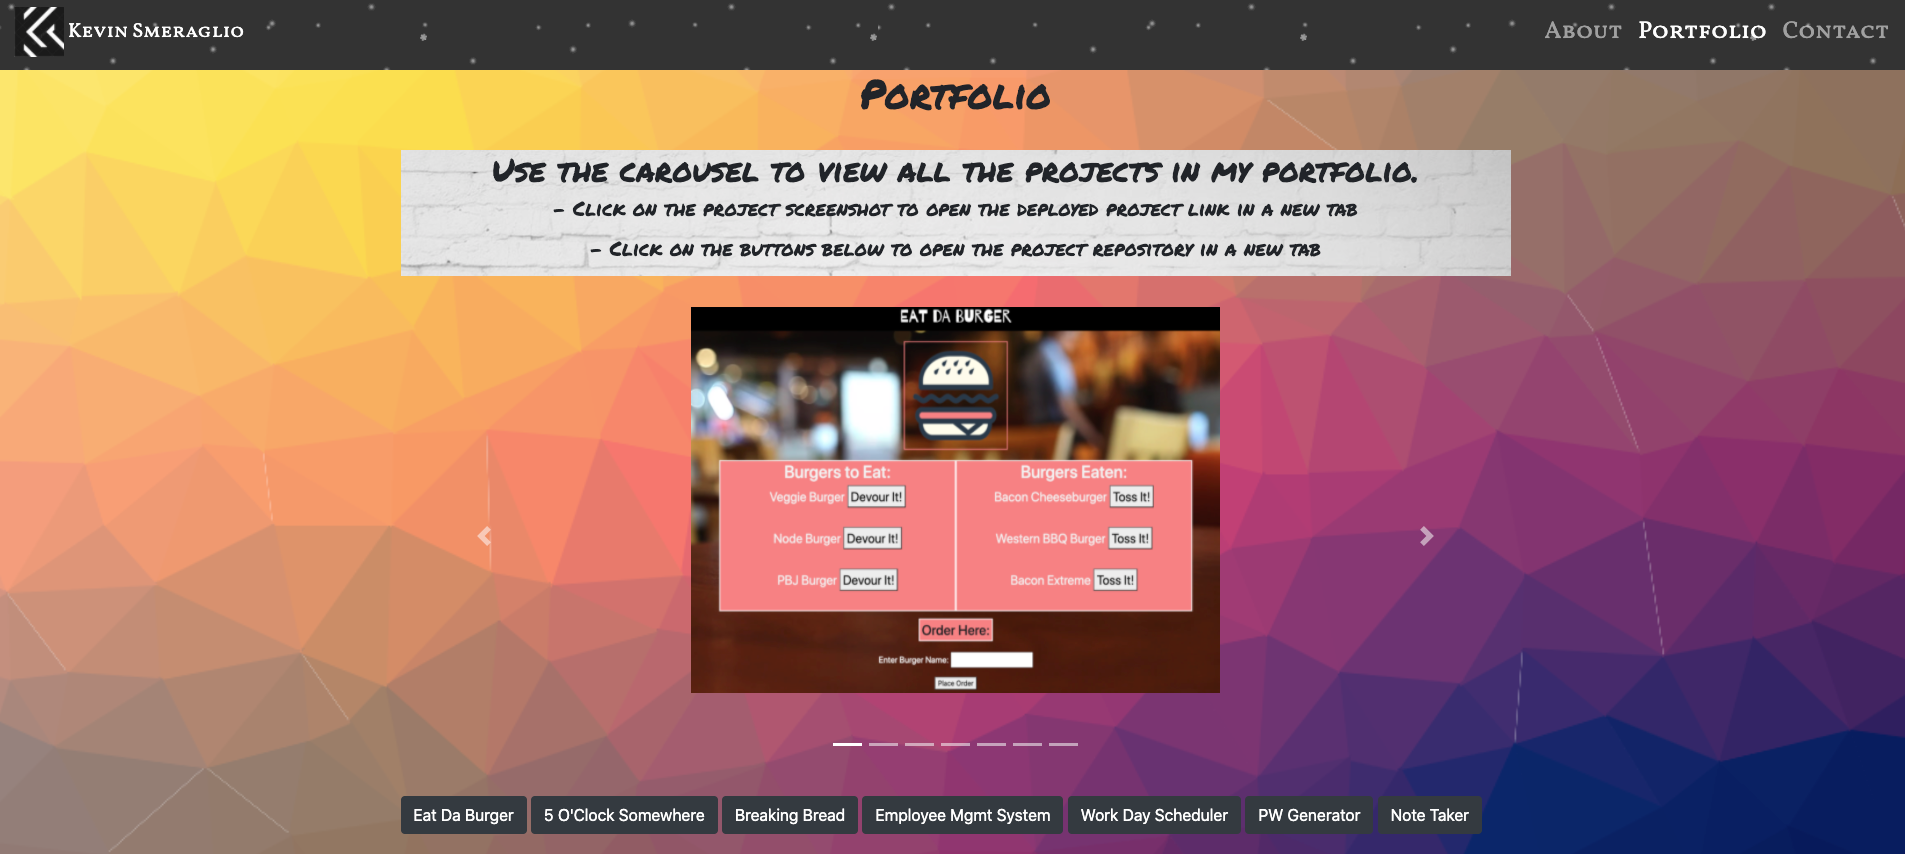 Kevin Smeraglio
About Portfolio Contact
Portfolio
Use the carousel to view all the projects in my portfolio.
- Click on the project screenshot to open the deployed project link in a new tab
- Click on the buttons below to open the project repository in a new tab
EAT DA BURGER
Burgers to Eat:
Veggie Burger Devour It!
Node Burger Devour It!
PBJ Burger Devour It!
Burgers Eaten:
Bacon Cheeseburger Toss It!
Western BBQ Burger Toss It!
Bacon Extreme Toss It!
Order Here:
Enter Burger Name:
Place Order
Eat Da Burger 5 O'Clock Somewhere Breaking Bread Employee Mgmt System Work Day Scheduler PW Generator Note Taker